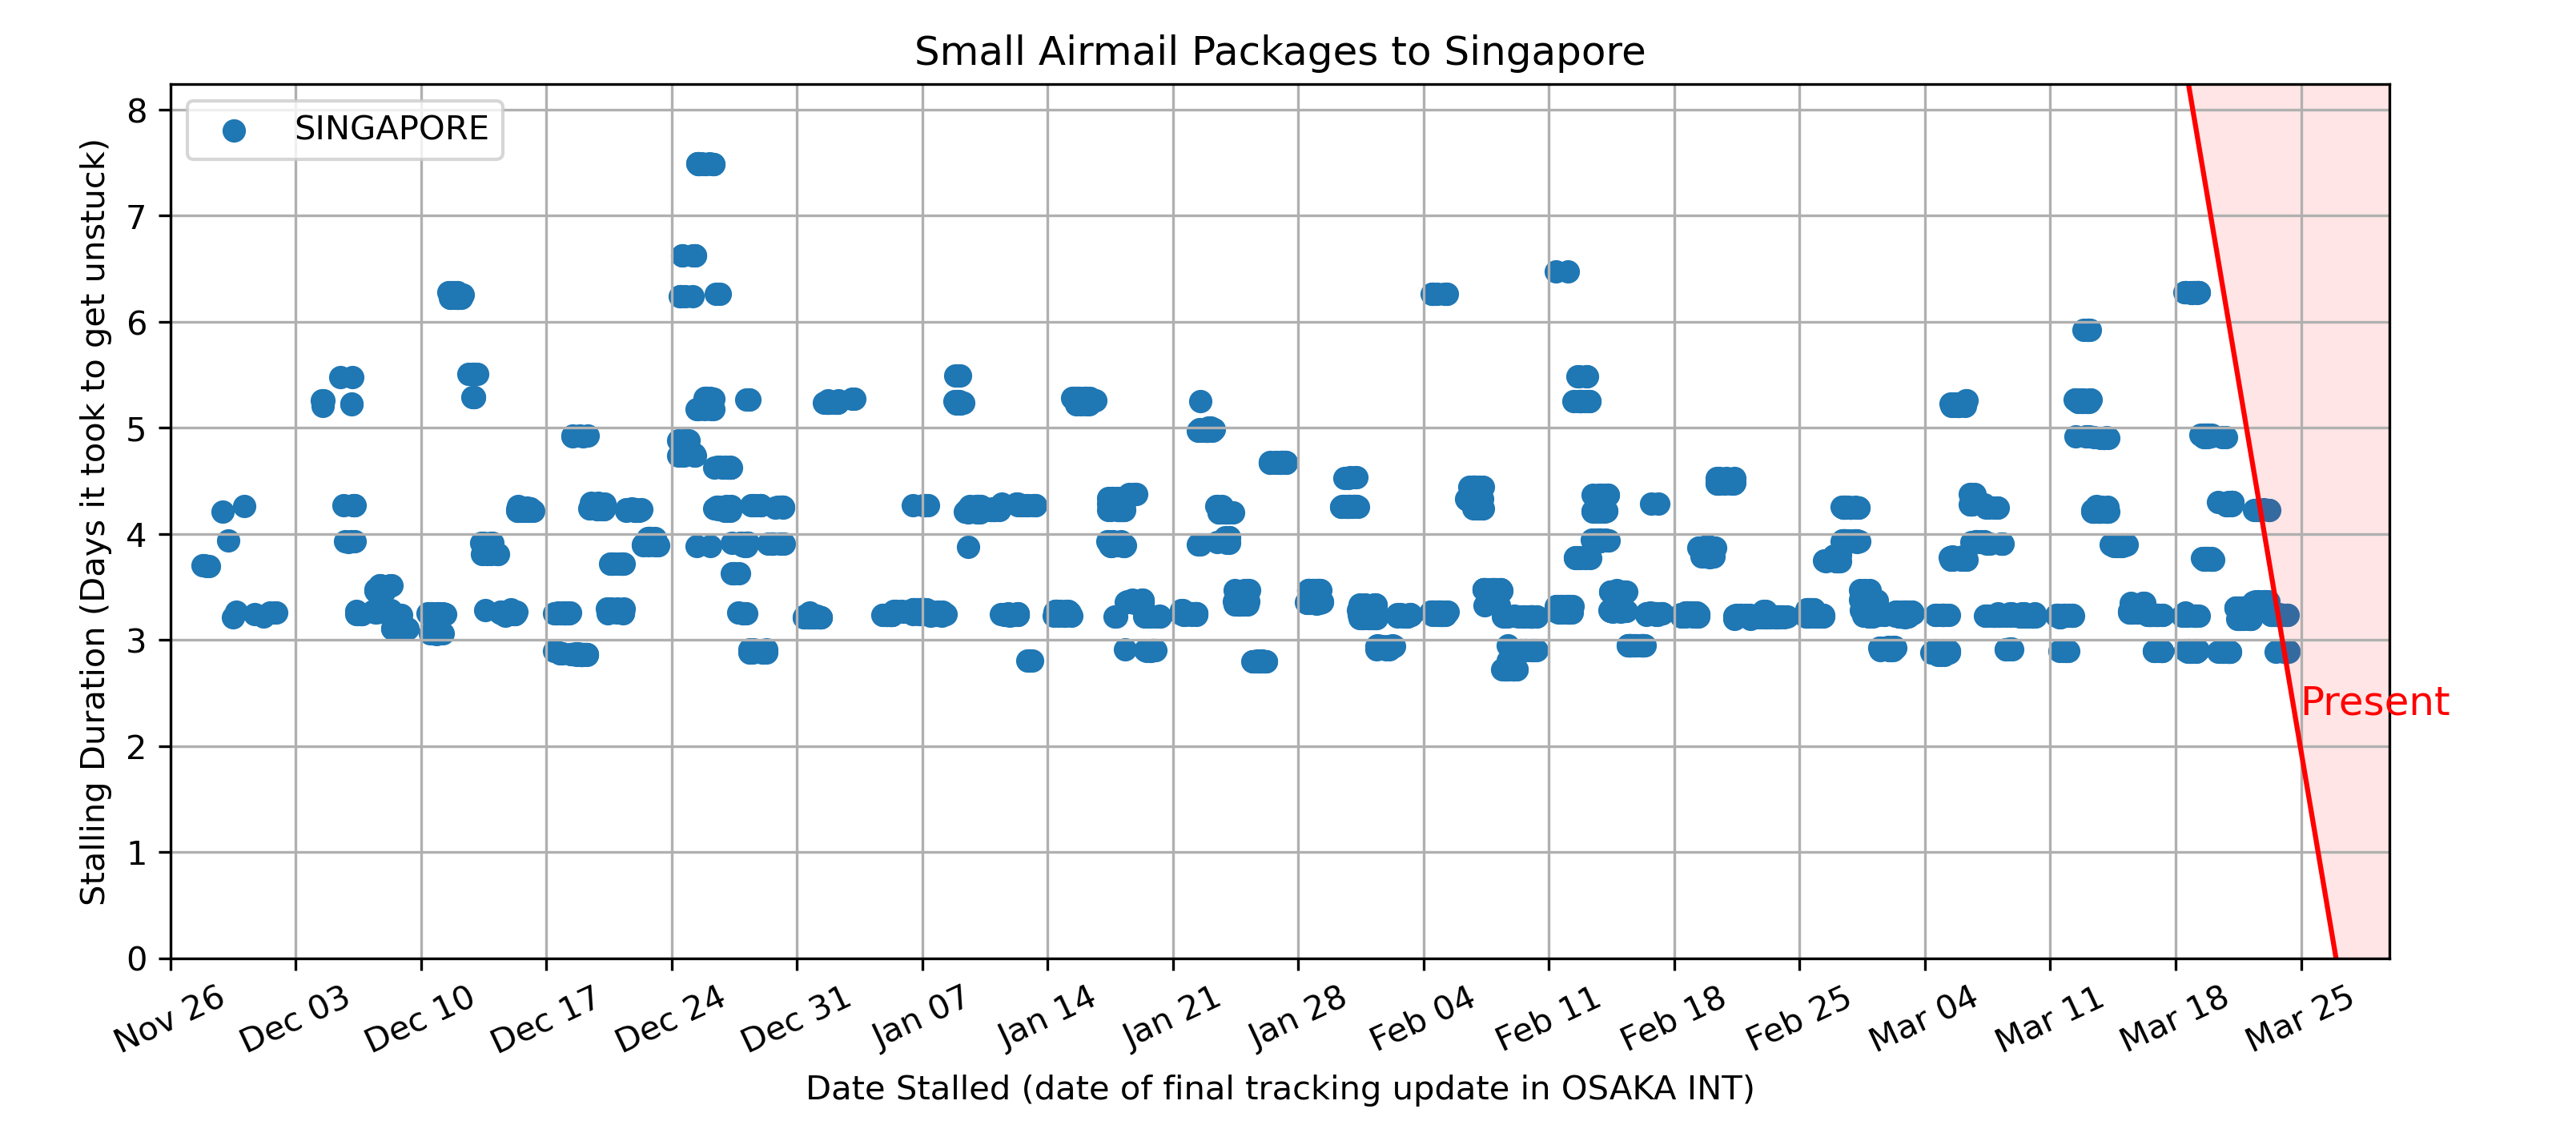 Small Airmail Packages to Singapore
SINGAPORE
Stalling Duration (Days it took to get unstuck)
8
7
6
5
4
3
2
1
0
Present
Nov 26
Dec 03
Dec 10
Dec 17
Dec 24
Dec 31
Jan 07
Jan 14
Jan 21
Jan 28
Feb 04
Feb 11
Feb 18
Feb 25
Mar 04
Mar 11
Mar 18
Mar 25
Date Stalled (date of final tracking update in OSAKA INT)